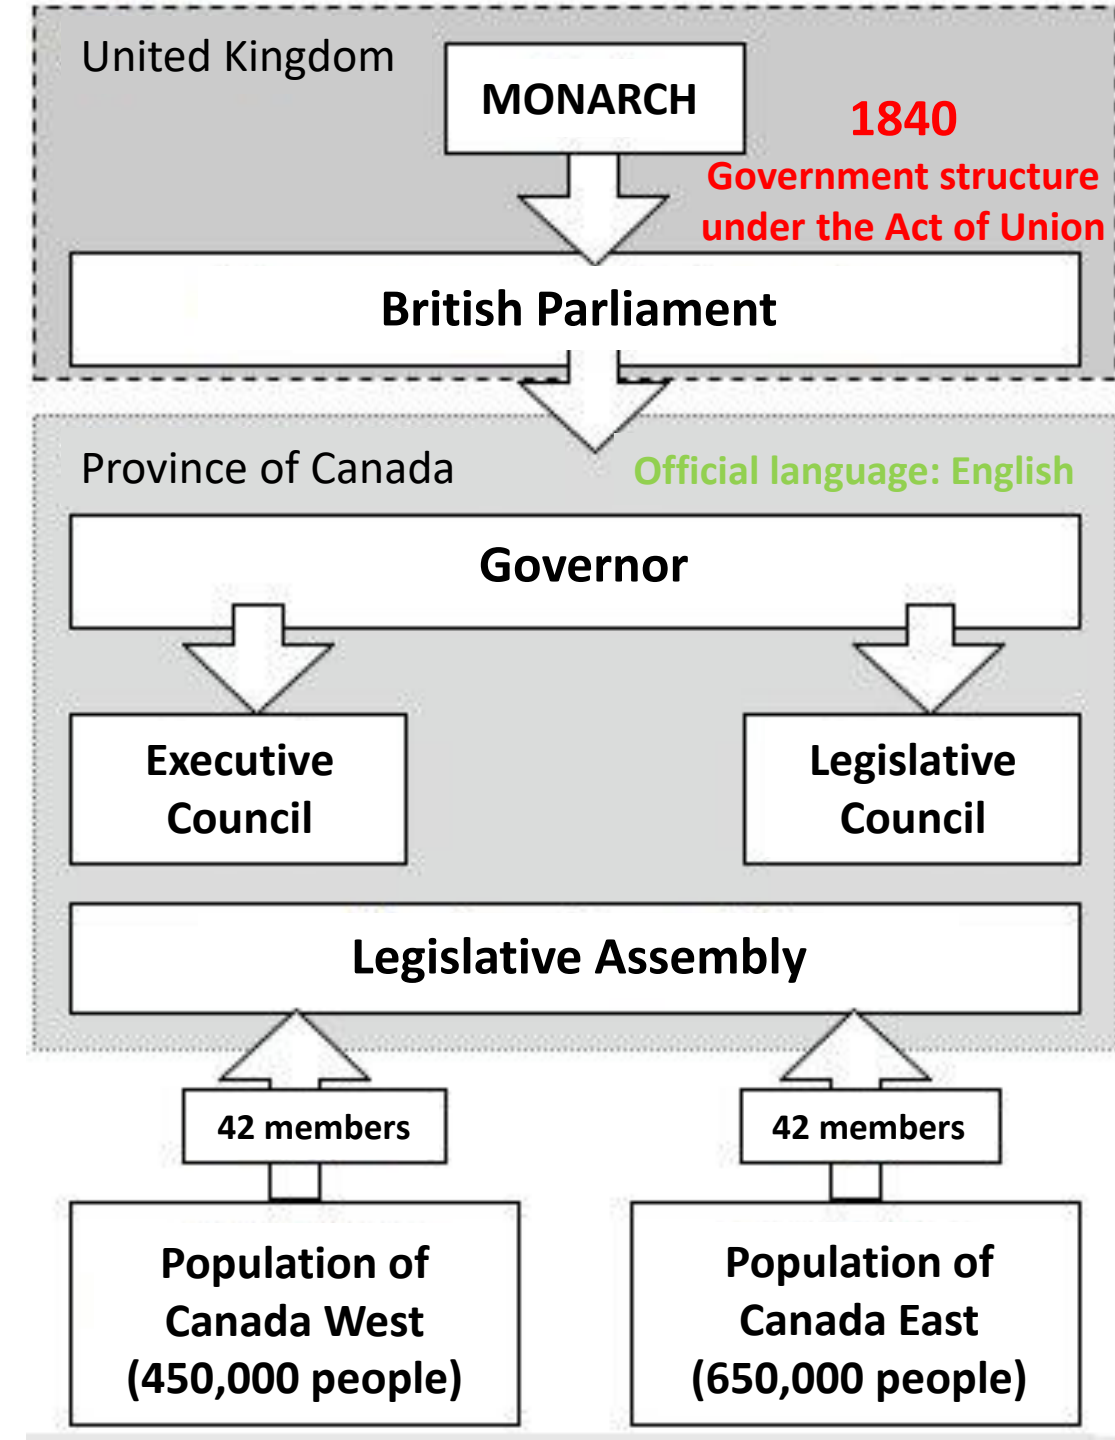 United Kingdom
MONARCH
1840
Government structure
under the Act of Union
British Parliament
Province of Canada
Official language: English
Governor
Executive
Council
Legislative
Council
Legislative Assembly
42 members
42 members
Population of
Canada West
(450,000 people)
Population of
Canada East
(650,000 people)